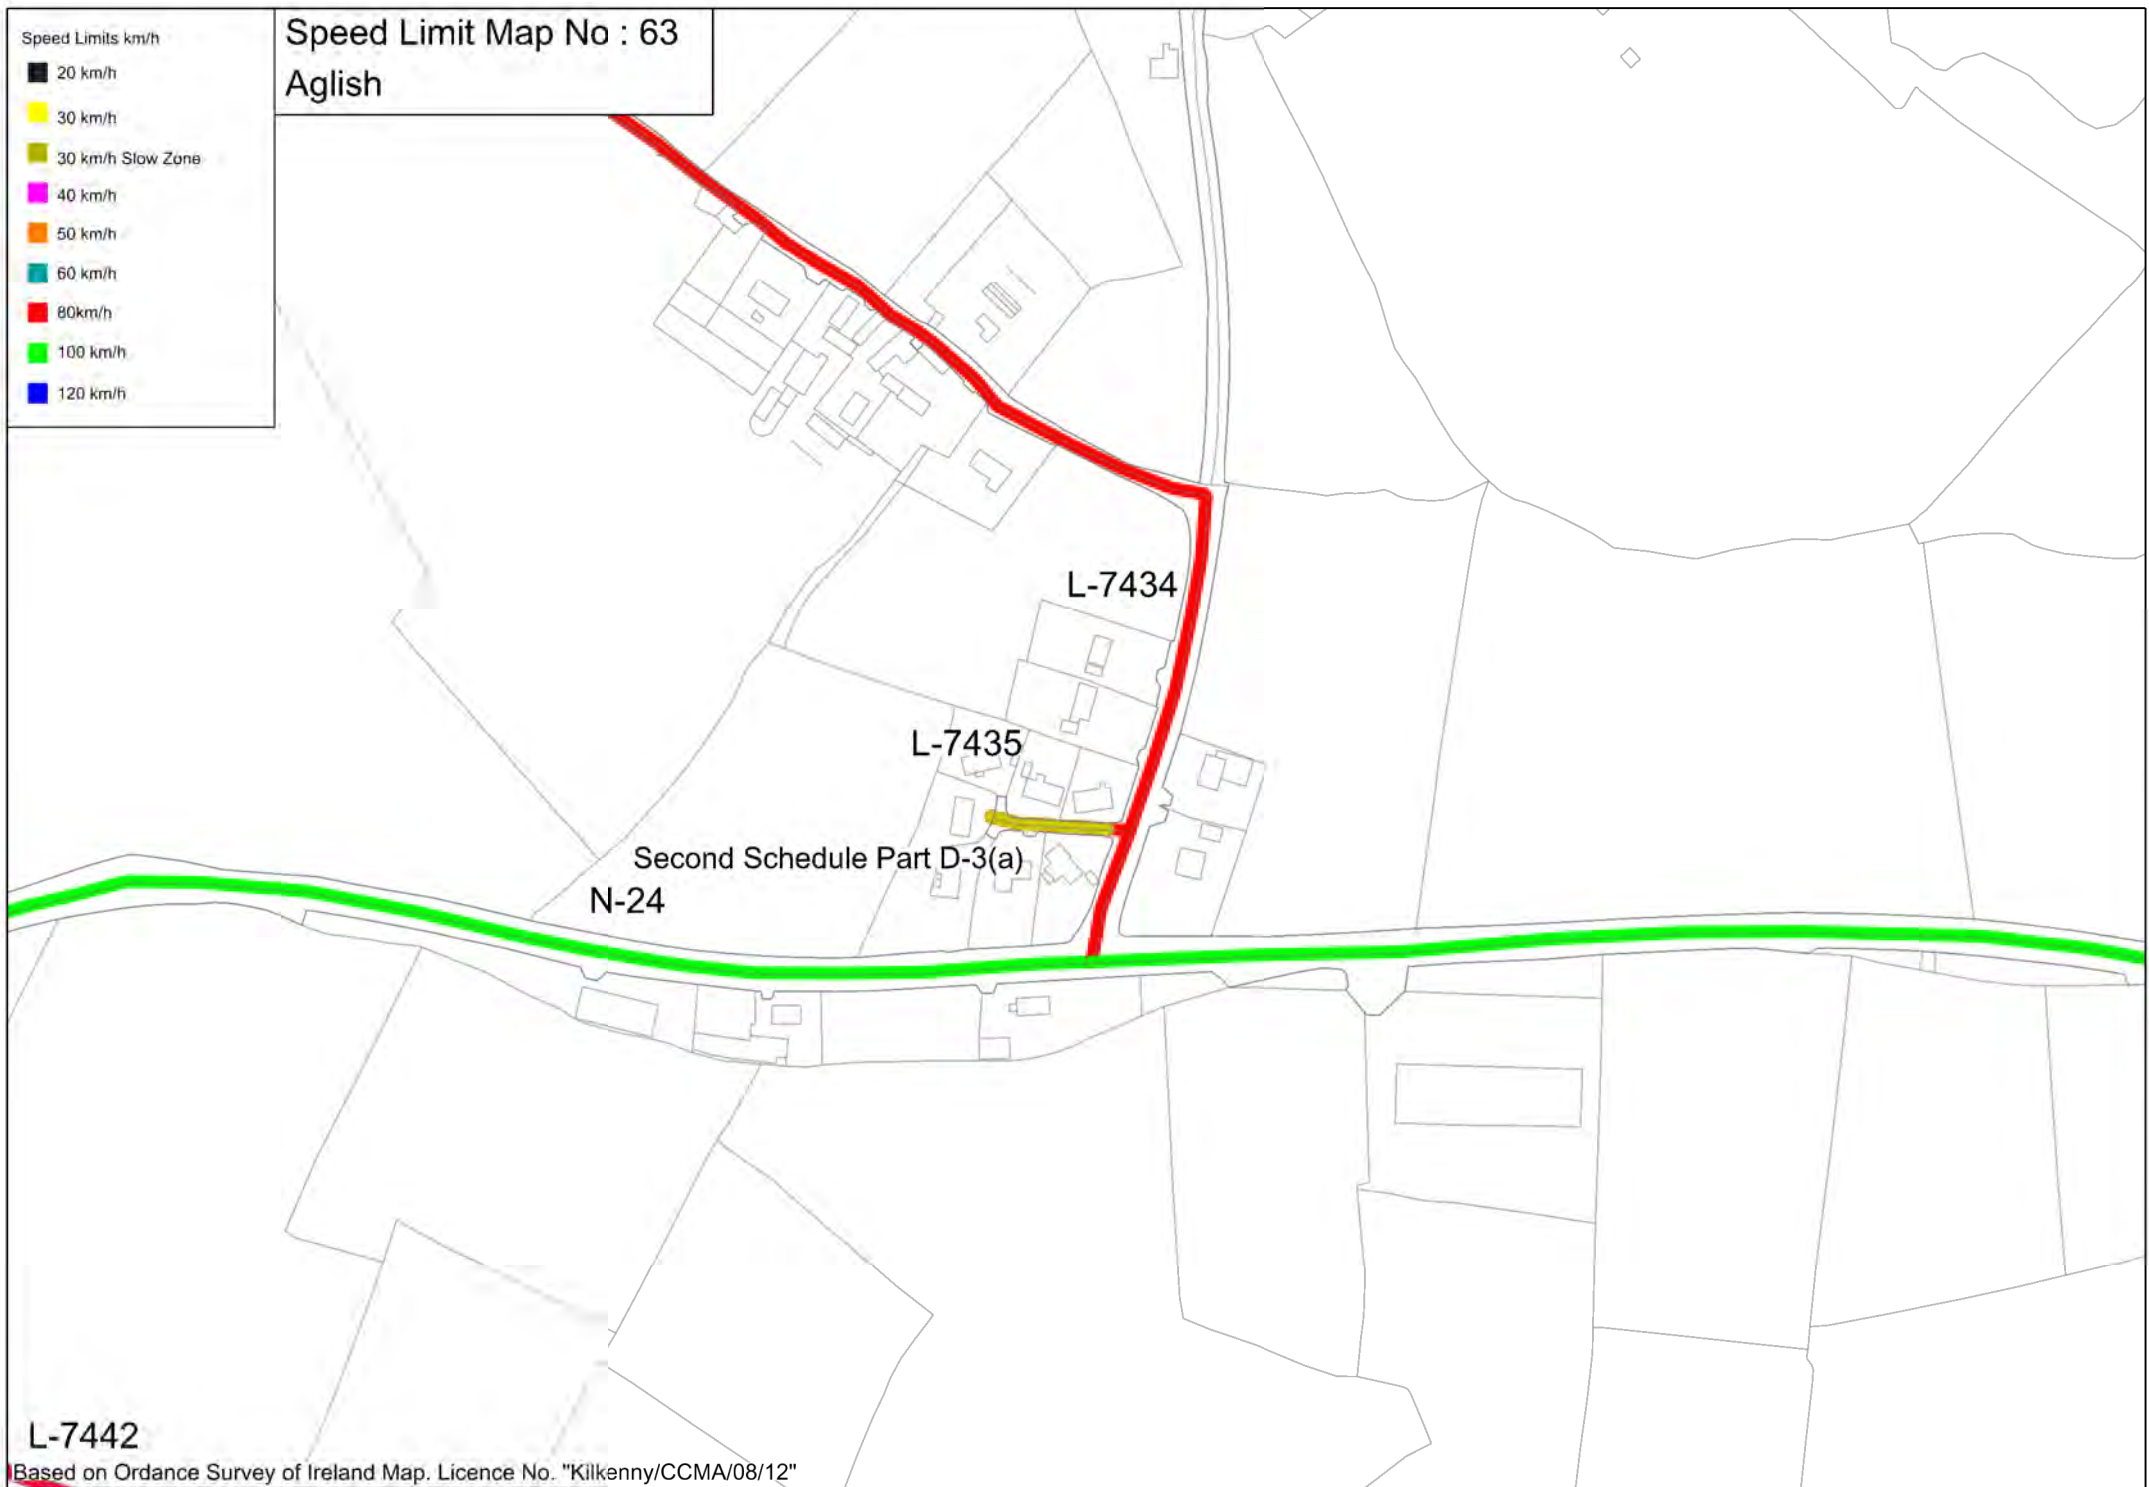 Speed Limit Map No : 63
Aglish
Speed Limits km/h
20 km/h
30 km/h
30 km/h Slow Zone
40 km/h
50 km/h
60 km/h
80km/h
100 km/h
120 km/h
L-7434
L-7435
Second Schedule Part D-3(a)
N-24
L-7442
Based on Ordance Survey of Ireland Map. Licence No. "Kilkenny/CCMA/08/12"